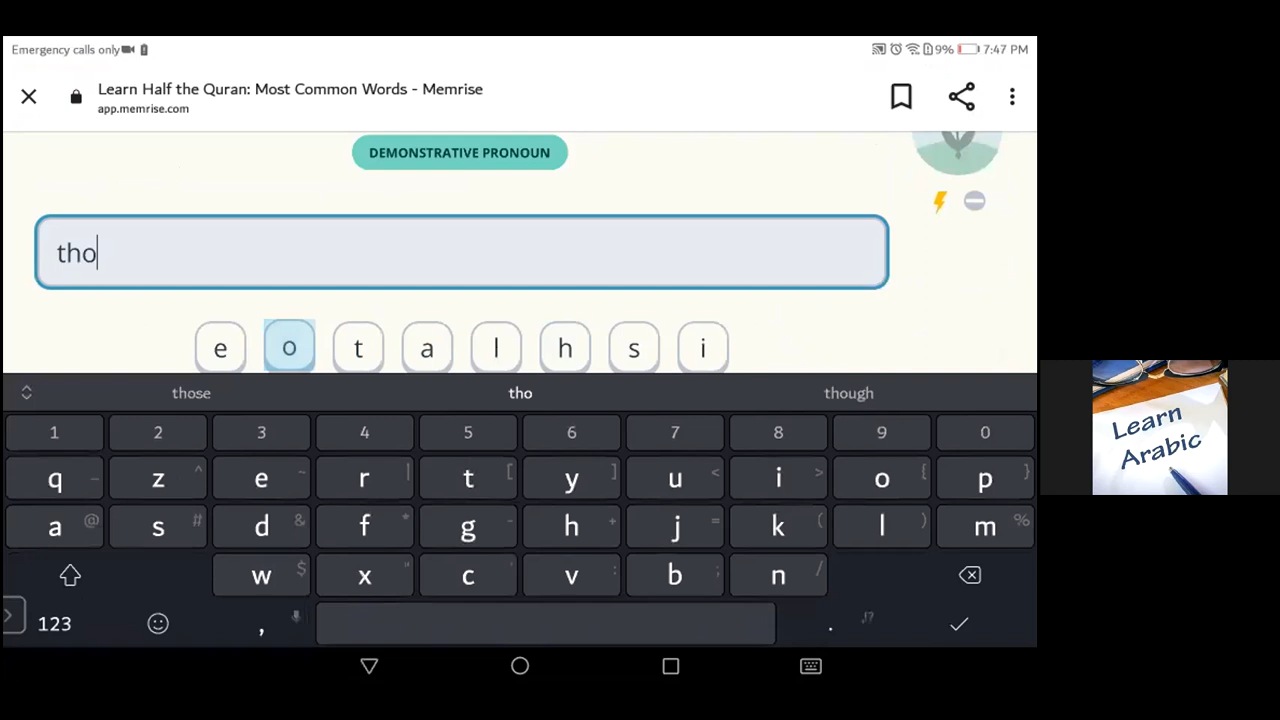 Emergency calls only 9% 7:47 PM
Learn Half the Quran: Most Common Words - Memrise
app.memrise.com
DEMONSTRATIVE PRONOUN
tho
e o t a l h s i
those tho though
1 2 3 4 5 6 7 8 9 0
q _ z ^ e ~ r | t [ y ] u < i > o { p }
a @ s # d & f * g - h + j = k ( l ) m %
w $ x " c ' v : b ; n /
123 , . ,!?
Learn
Arabic